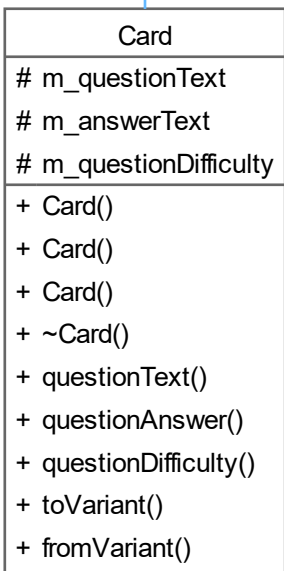 Card
# m_questionText
# m_answerText
# m_questionDifficulty
+ Card()
+ Card()
+ Card()
+ ~Card()
+ questionText()
+ questionAnswer()
+ questionDifficulty()
+ toVariant()
+ fromVariant()